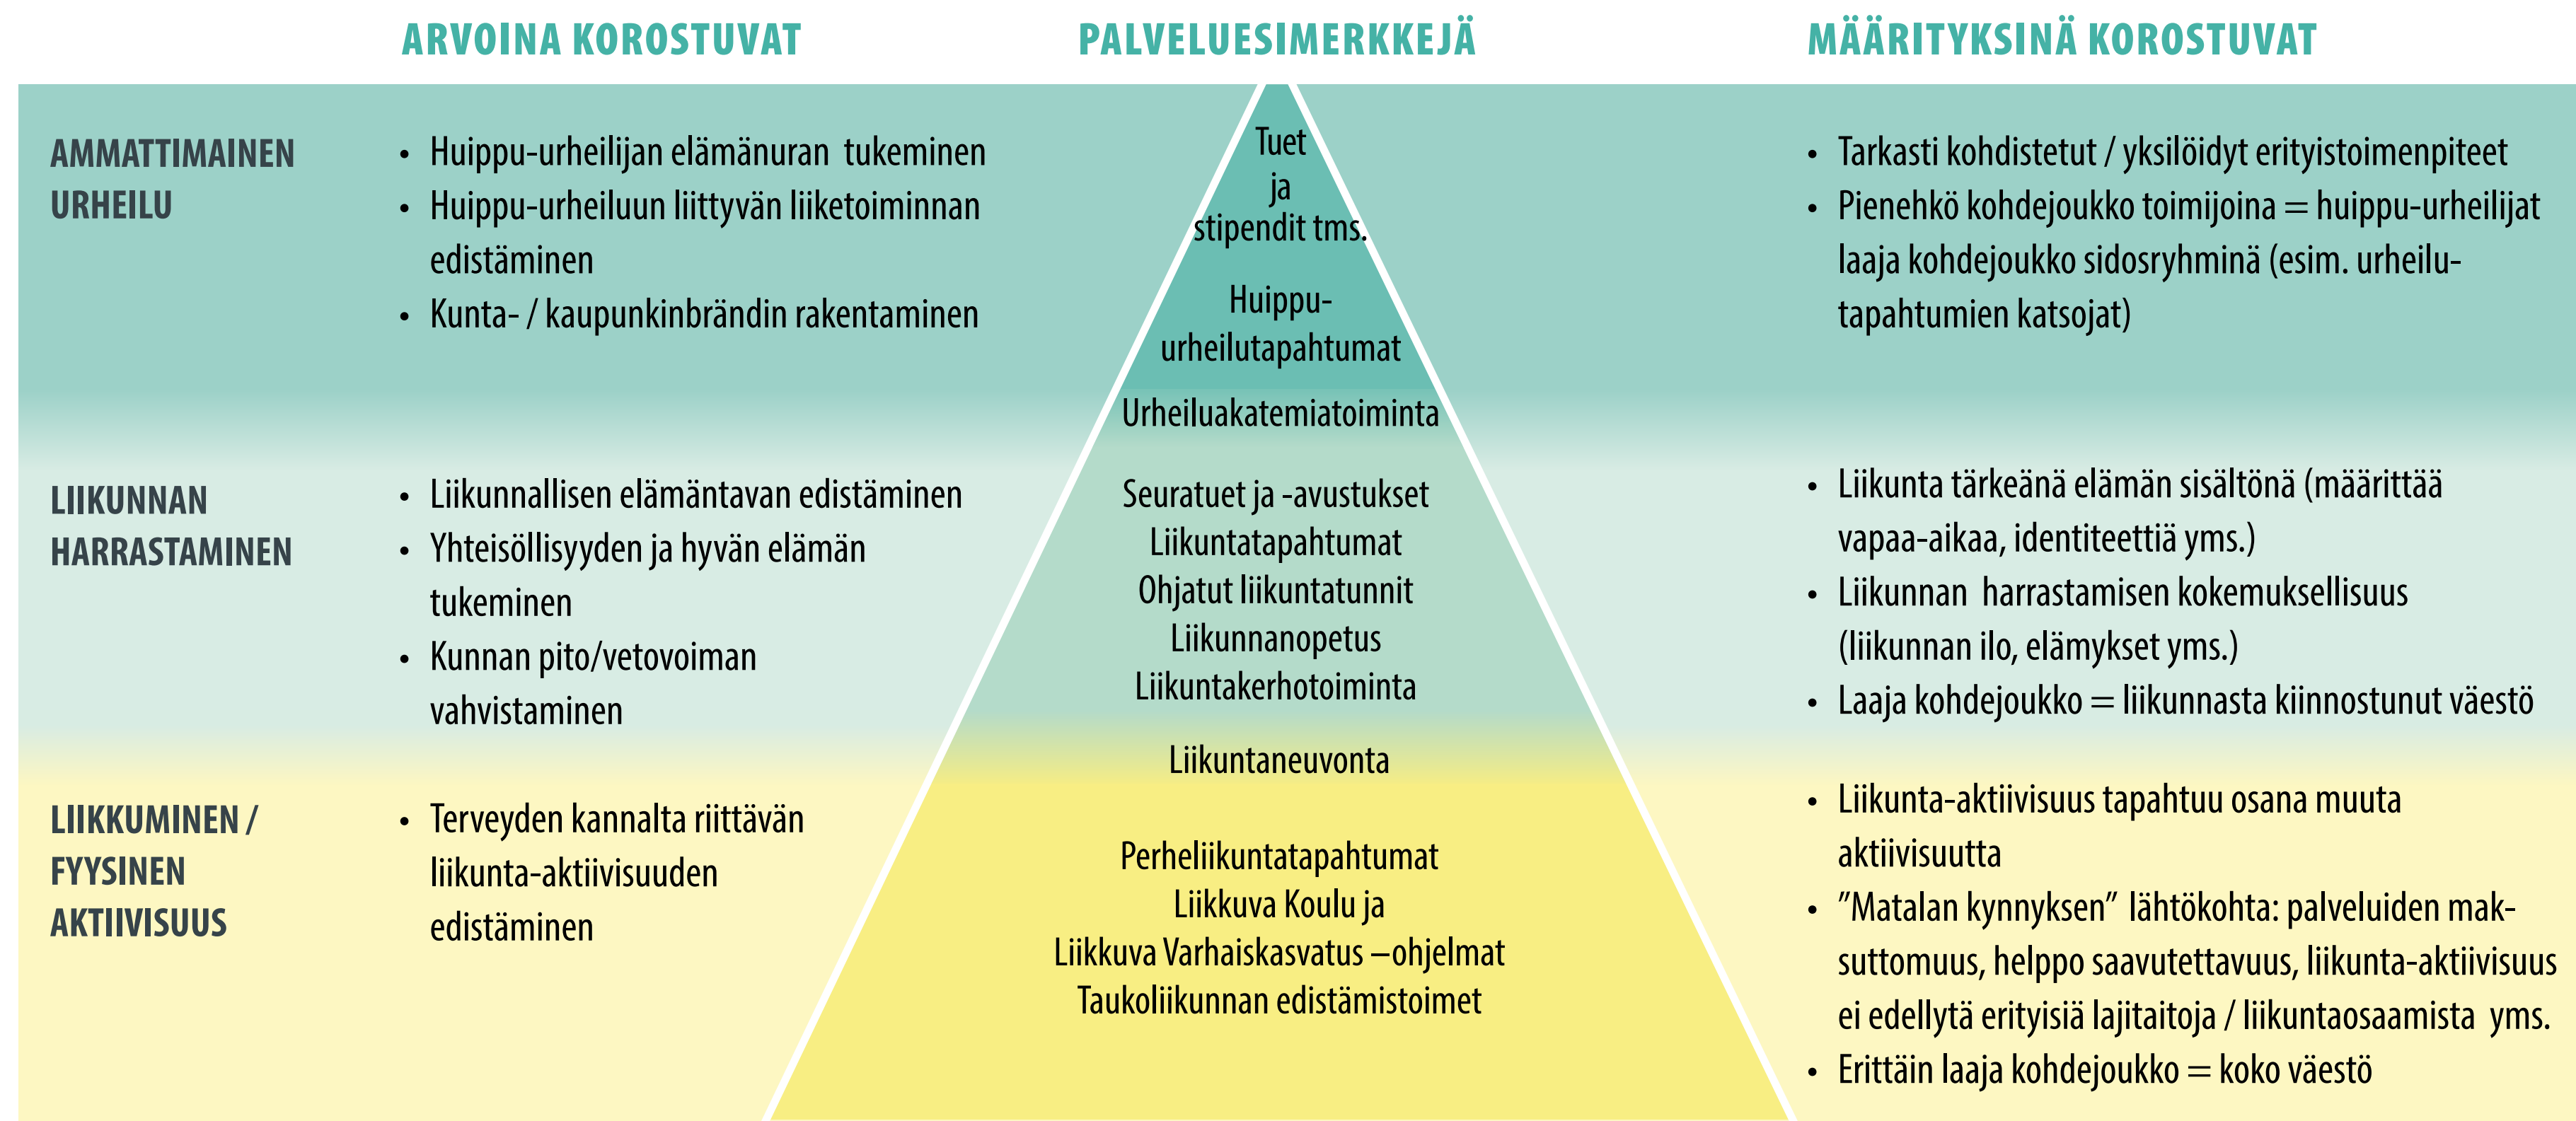 ARVOINA KOROSTUVAT
PALVELUESIMERKKEJÄ
MÄÄRITYKSINÄ KOROSTUVAT
AMMATTIMAINEN
URHEILU
• Huippu-urheilijan elämänuran tukeminen
• Huippu-urheiluun liittyvän liiketoiminnan
edistäminen
• Kunta- / kaupunkinbrändin rakentaminen
Tuet
ja
stipendit tms.
Huippu-
urheilutapahtumat
Urheiluakatemiatoiminta
• Tarkasti kohdistetut / yksilöidyt erityistoimenpiteet
• Pienehkö kohdejoukko toimijoina = huippu-urheilijat
laaja kohdejoukko sidosryhminä (esim. urheilu-
tapahtumien katsojat)
LIIKUNNAN
HARRASTAMINEN
• Liikunnallisen elämäntavan edistäminen
• Yhteisöllisyyden ja hyvän elämän
tukeminen
• Kunnan pito/vetovoiman
vahvistaminen
Seuratuet ja -avustukset
Liikuntatapahtumat
Ohjatut liikuntatunnit
Liikunnanopetus
Liikuntakerhotoiminta
Liikuntaneuvonta
• Liikunta tärkeänä elämän sisältönä (määrittää
vapaa-aikaa, identiteettiä yms.)
• Liikunnan harrastamisen kokemuksellisuus
(liikunnan ilo, elämykset yms.)
• Laaja kohdejoukko = liikunnasta kiinnostunut väestö
LIIKKUMINEN /
FYYSINEN
AKTIIVISUUS
• Terveyden kannalta riittävän
liikunta-aktiivisuuden
edistäminen
Perheliikuntatapahtumat
Liikkuva Koulu ja
Liikkuva Varhaiskasvatus –ohjelmat
Taukoliikunnan edistämistoimet
• Liikunta-aktiivisuus tapahtuu osana muuta
aktiivisuutta
• ”Matalan kynnyksen” lähtökohta: palveluiden mak-
suttomuus, helppo saavutettavuus, liikunta-aktiivisuus
ei edellytä erityisiä lajitaitoja / liikuntaosaamista yms.
• Erittäin laaja kohdejoukko = koko väestö